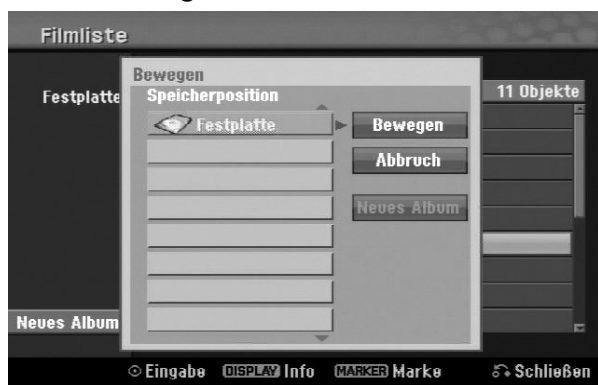 Filmliste
Bewegen
Speicherposition
Festplatte 11 Objekte
Festplatte Bewegen
Abbruch
Neues Album
Neues Album
Eingabe DISPLAY Info MARKER Marke Schließen